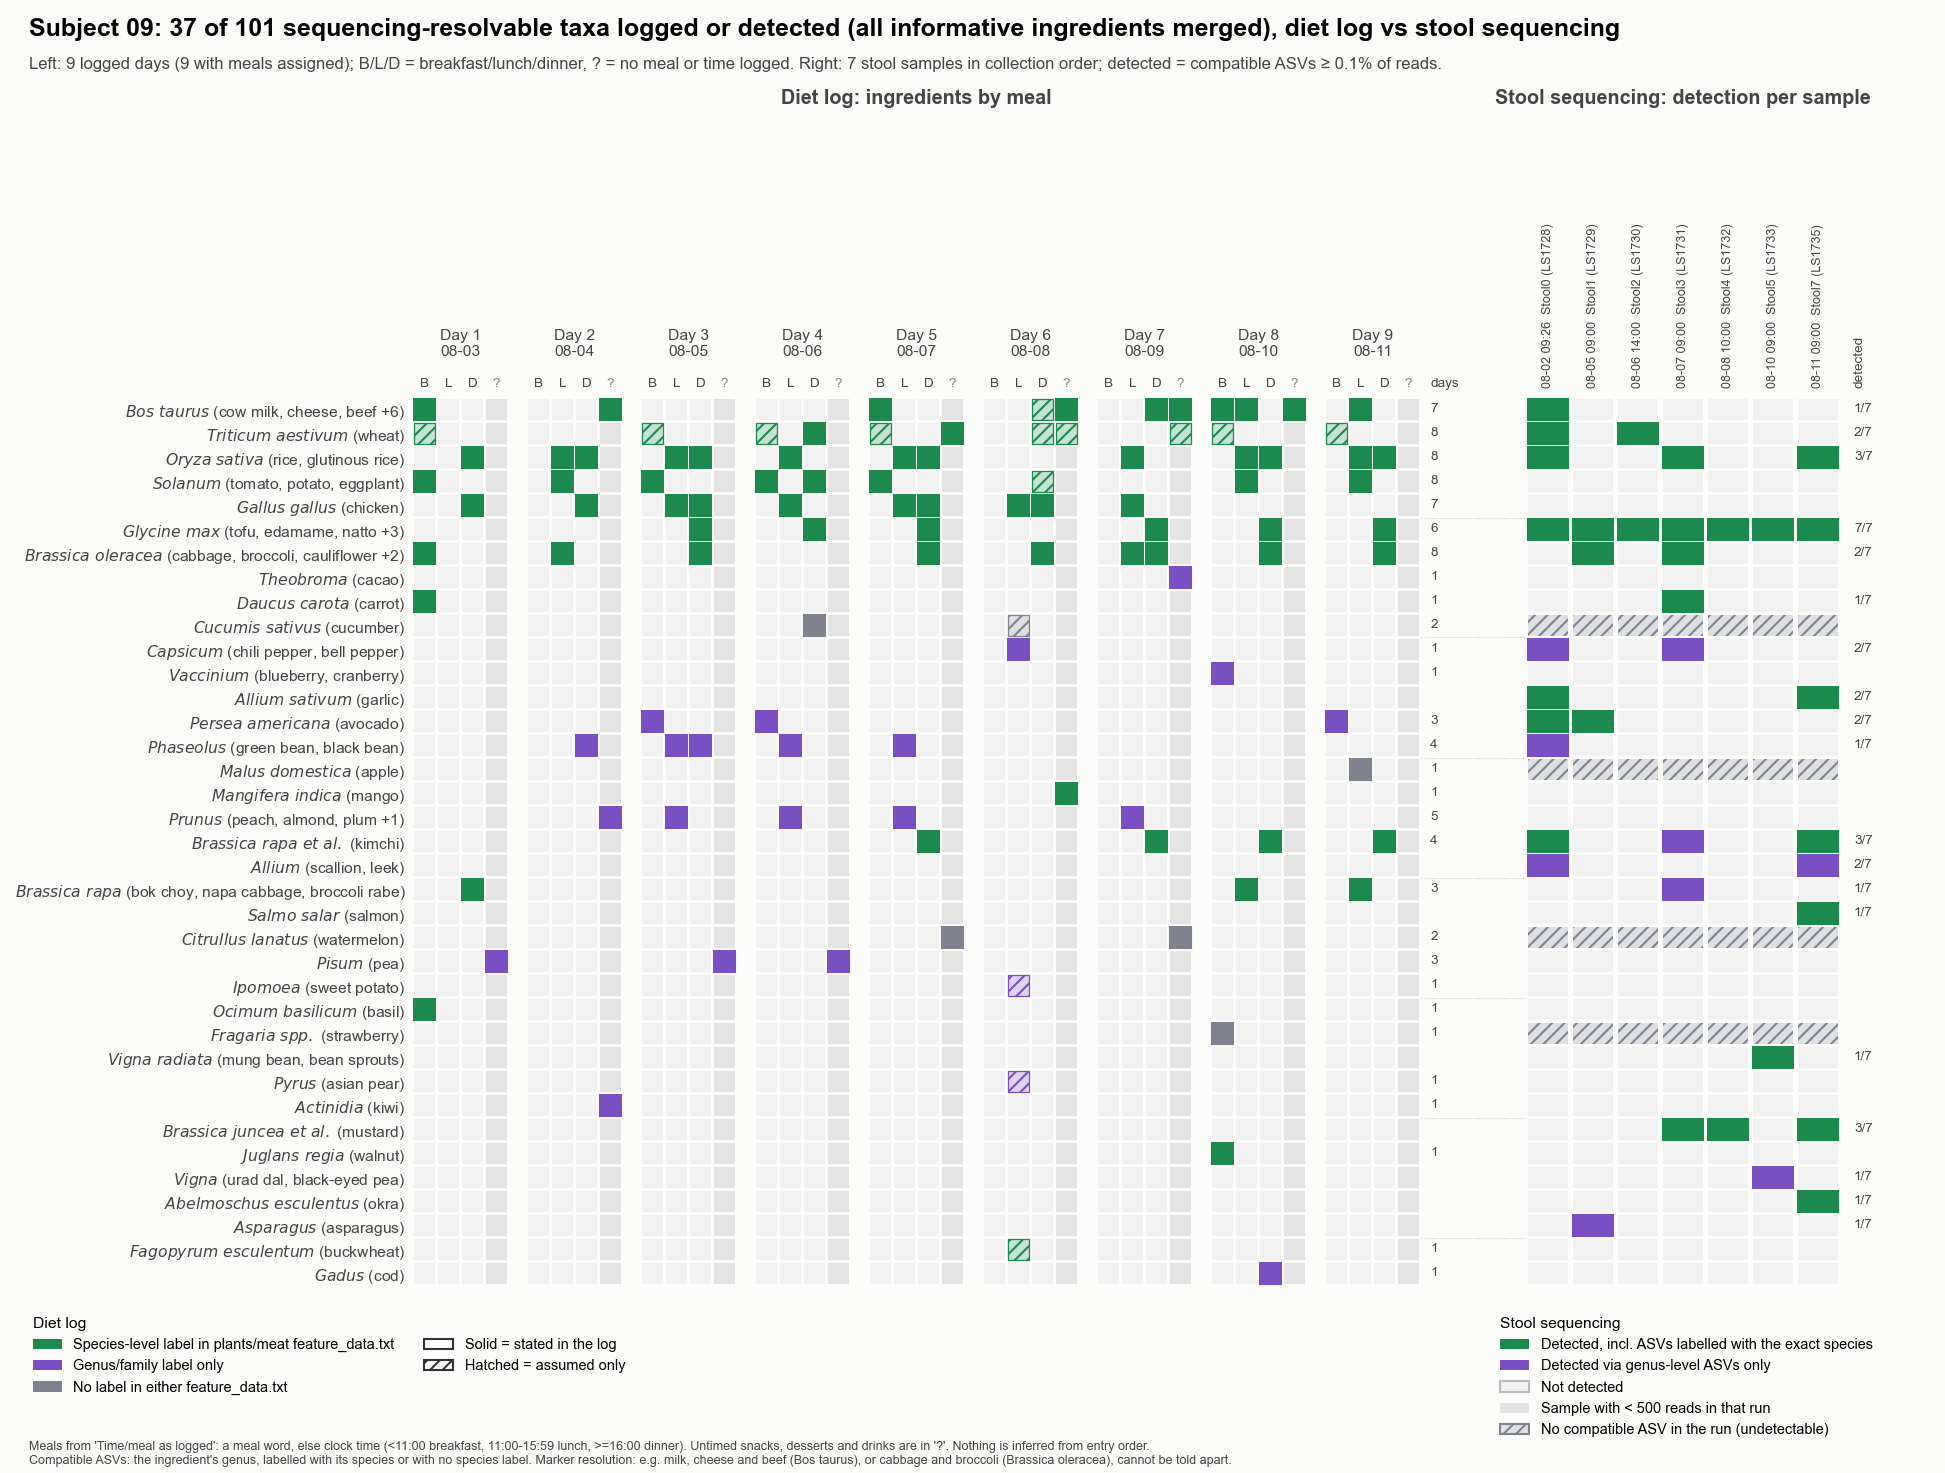 Subject 09: 37 of 101 sequencing-resolvable taxa logged or detected (all informative ingredients merged), diet log vs stool sequencing
Left: 9 logged days (9 with meals assigned); B/L/D = breakfast/lunch/dinner, ? = no meal or time logged. Right: 7 stool samples in collection order; detected = compatible ASVs ≥ 0.1% of reads.
Diet log: ingredients by meal
Stool sequencing: detection per sample
08-02 09:26 Stool0 (LS1728)
08-05 09:00 Stool1 (LS1729)
08-06 14:00 Stool2 (LS1730)
08-07 09:00 Stool3 (LS1731)
08-08 10:00 Stool4 (LS1732)
08-10 09:00 Stool5 (LS1733)
08-11 09:00 Stool7 (LS1735)
detected
Day 1 Day 2 Day 3 Day 4 Day 5 Day 6 Day 7 Day 8 Day 9
08-03 08-04 08-05 08-06 08-07 08-08 08-09 08-10 08-11
B L D ? B L D ? B L D ? B L D ? B L D ? B L D ? B L D ? B L D ? B L D ? days
Bos taurus (cow milk, cheese, beef +6) 7 1/7
Triticum aestivum (wheat) 8 2/7
Oryza sativa (rice, glutinous rice) 8 3/7
Solanum (tomato, potato, eggplant) 8
Gallus gallus (chicken) 7
Glycine max (tofu, edamame, natto +3) 6 7/7
Brassica oleracea (cabbage, broccoli, cauliflower +2) 8 2/7
Theobroma (cacao) 1
Daucus carota (carrot) 1 1/7
Cucumis sativus (cucumber) 2
Capsicum (chili pepper, bell pepper) 1 2/7
Vaccinium (blueberry, cranberry) 1
Allium sativum (garlic) 2/7
Persea americana (avocado) 3 2/7
Phaseolus (green bean, black bean) 4 1/7
Malus domestica (apple) 1
Mangifera indica (mango) 1
Prunus (peach, almond, plum +1) 5
Brassica rapa et al. (kimchi) 4 3/7
Allium (scallion, leek) 2/7
Brassica rapa (bok choy, napa cabbage, broccoli rabe) 3 1/7
Salmo salar (salmon) 1/7
Citrullus lanatus (watermelon) 2
Pisum (pea) 3
Ipomoea (sweet potato) 1
Ocimum basilicum (basil) 1
Fragaria spp. (strawberry) 1
Vigna radiata (mung bean, bean sprouts) 1/7
Pyrus (asian pear) 1
Actinidia (kiwi) 1
Brassica juncea et al. (mustard) 3/7
Juglans regia (walnut) 1
Vigna (urad dal, black-eyed pea) 1/7
Abelmoschus esculentus (okra) 1/7
Asparagus (asparagus) 1/7
Fagopyrum esculentum (buckwheat) 1
Gadus (cod) 1
Diet log
Species-level label in plants/meat feature_data.txt
Genus/family label only
No label in either feature_data.txt
Solid = stated in the log
Hatched = assumed only
Stool sequencing
Detected, incl. ASVs labelled with the exact species
Detected via genus-level ASVs only
Not detected
Sample with < 500 reads in that run
No compatible ASV in the run (undetectable)
Meals from 'Time/meal as logged': a meal word, else clock time (<11:00 breakfast, 11:00-15:59 lunch, >=16:00 dinner). Untimed snacks, desserts and drinks are in '?'. Nothing is inferred from entry order.
Compatible ASVs: the ingredient's genus, labelled with its species or with no species label. Marker resolution: e.g. milk, cheese and beef (Bos taurus), or cabbage and broccoli (Brassica oleracea), cannot be told apart.